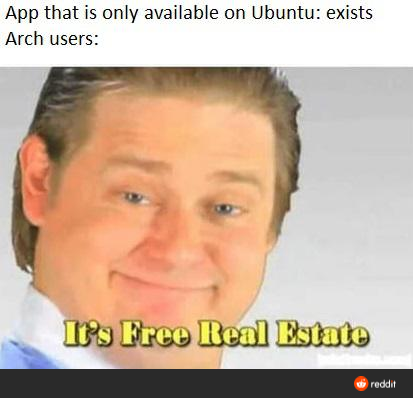 App that is only available on Ubuntu: exists
Arch users:
It's Free Real Estate
reddit